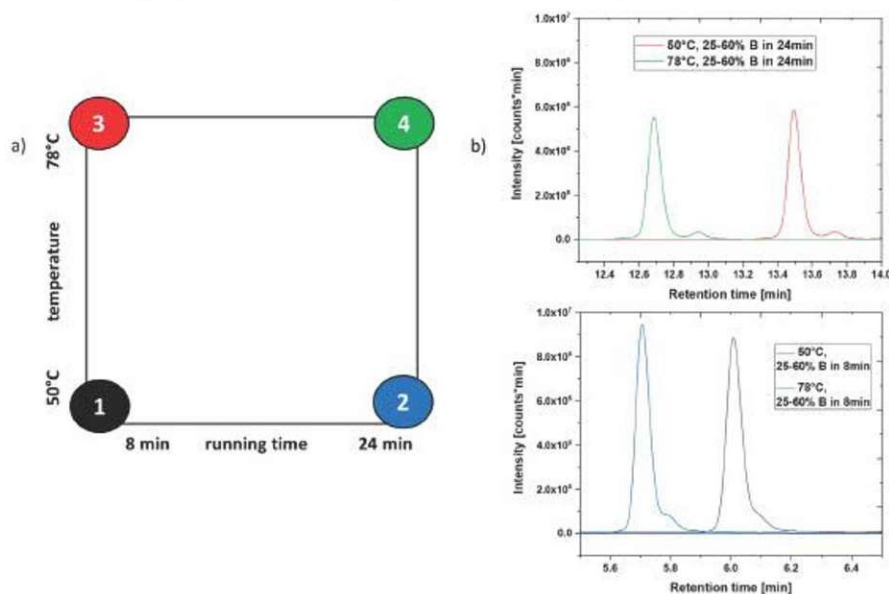 a)
3
4
78°C
temperature
50°C
1
2
8 min running time 24 min
b)
Intensity [counts*min]
1.0x10⁷
8.0x10⁶
6.0x10⁶
4.0x10⁶
2.0x10⁶
0.0
50°C, 25-60% B in 24min
78°C, 25-60% B in 24min
12.4 12.6 12.8 13.0 13.2 13.4 13.6 13.8 14.0
Retention time [min]
Intensity [counts*min]
1.0x10⁷
8.0x10⁶
6.0x10⁶
4.0x10⁶
2.0x10⁶
0.0
50°C,
25-60% B in 8min
78°C,
25-60% B in 8min
5.6 5.8 6.0 6.2 6.4
Retention time [min]